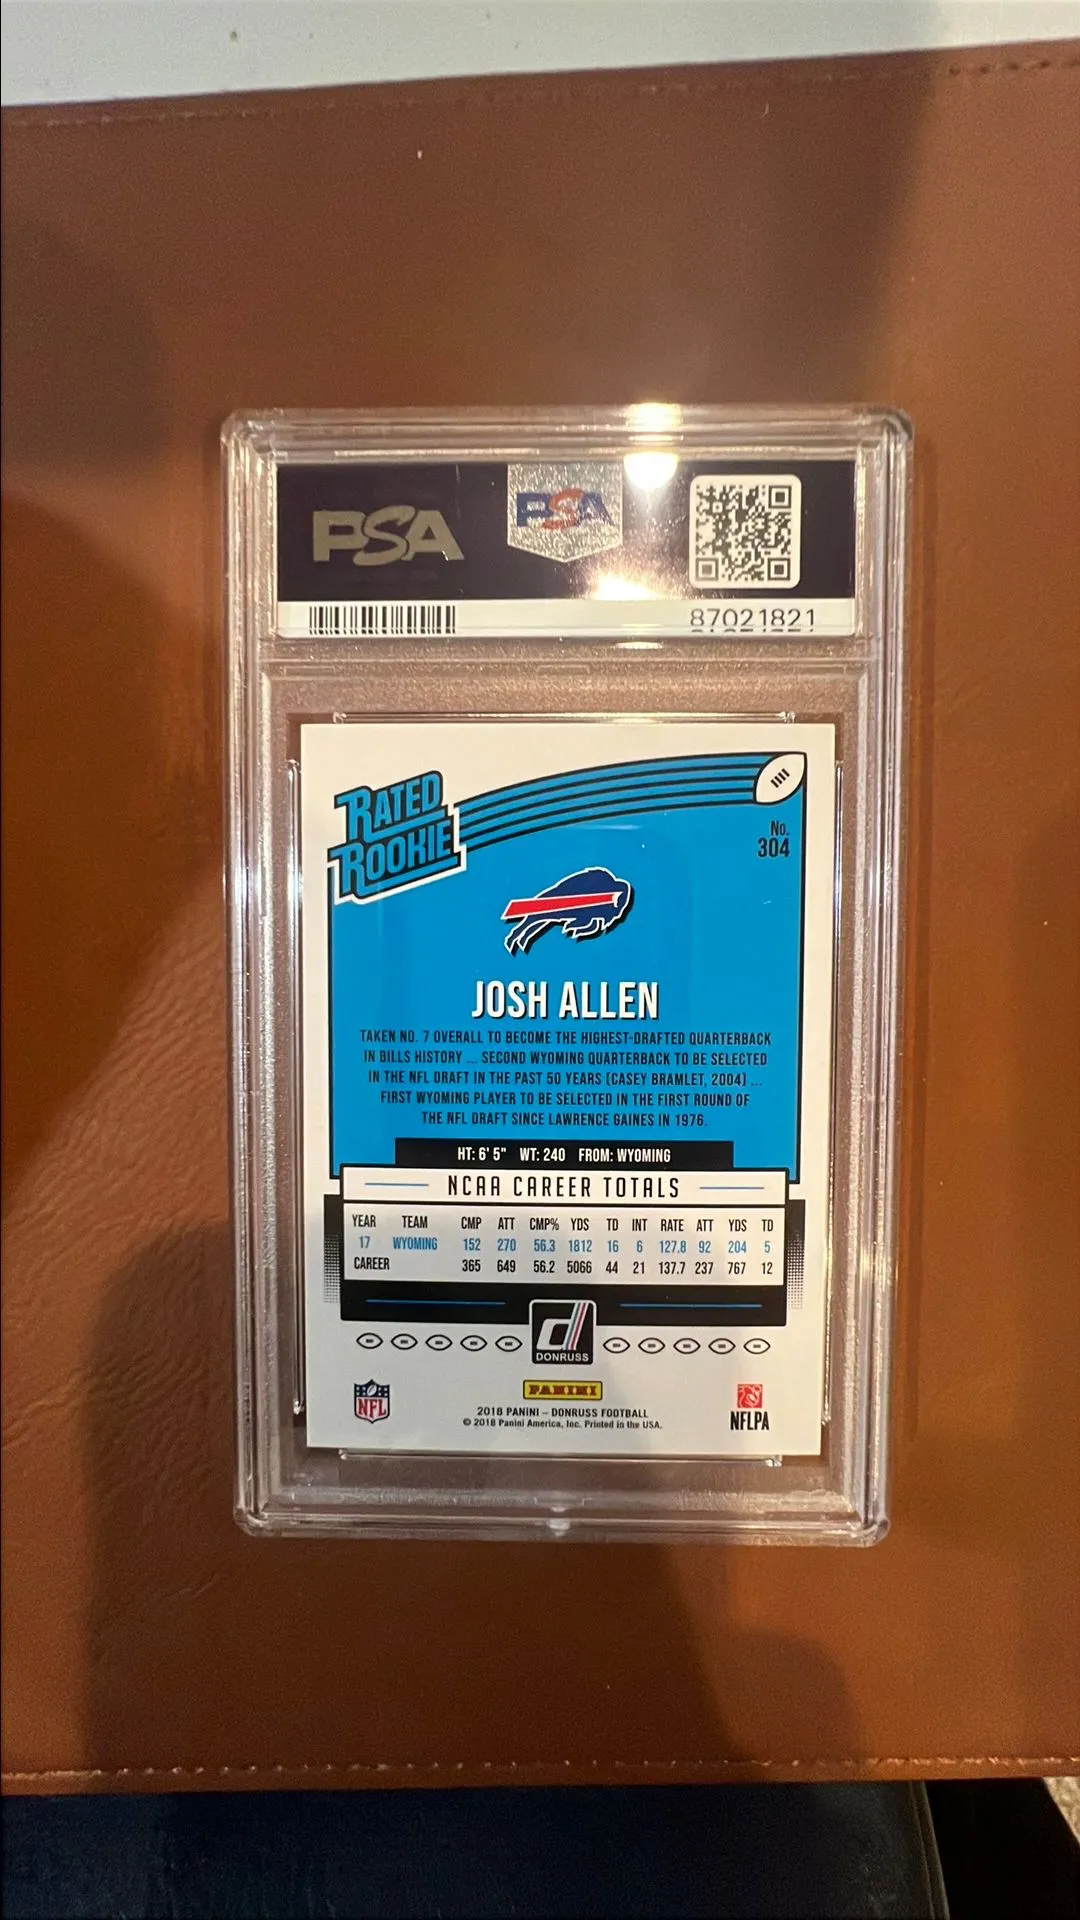 PSA
PSA
87021821
RATED
ROOKIE
No.
304
JOSH ALLEN
TAKEN NO. 7 OVERALL TO BECOME THE HIGHEST-DRAFTED QUARTERBACK
IN BILLS HISTORY ... SECOND WYOMING QUARTERBACK TO BE SELECTED
IN THE NFL DRAFT IN THE PAST 50 YEARS (CASEY BRAMLET, 2004) ...
FIRST WYOMING PLAYER TO BE SELECTED IN THE FIRST ROUND OF
THE NFL DRAFT SINCE LAWRENCE GAINES IN 1976.
HT: 6' 5" WT: 240 FROM: WYOMING
NCAA CAREER TOTALS
YEAR TEAM CMP ATT CMP% YDS TD INT RATE ATT YDS TD
17 WYOMING 152 270 56.3 1812 16 6 127.8 92 204 5
CAREER 365 649 56.2 5066 44 21 137.7 237 767 12
d
DONRUSS
PANINI
NFL
2018 PANINI – DONRUSS FOOTBALL
© 2018 Panini America, Inc. Printed in the USA.
NFLPA